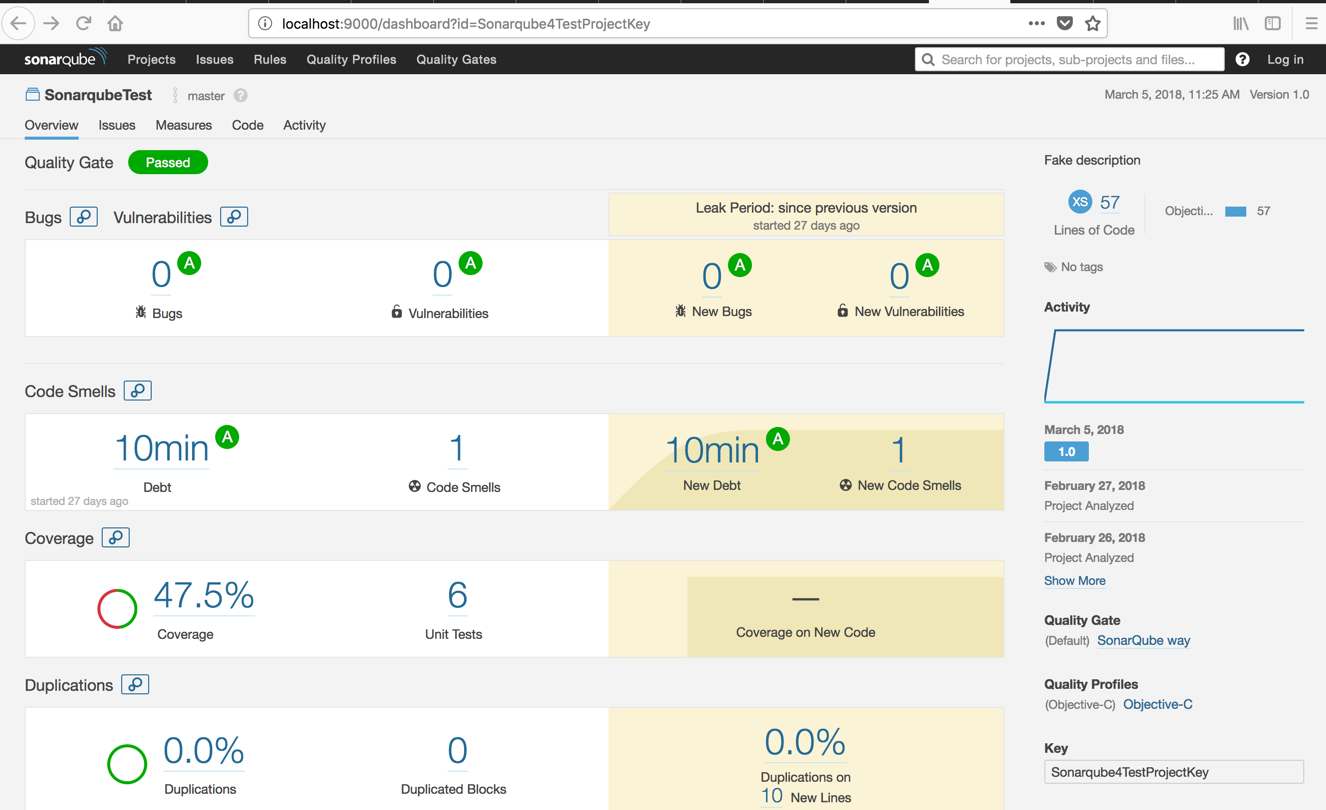 localhost:9000/dashboard?id=Sonarqube4TestProjectKey
sonarqube Projects Issues Rules Quality Profiles Quality Gates Search for projects, sub-projects and files... Log in
SonarqubeTest master March 5, 2018, 11:25 AM Version 1.0
Overview Issues Measures Code Activity
Quality Gate Passed
Bugs Vulnerabilities
Leak Period: since previous version
started 27 days ago
0 A 0 A 0 A 0 A
Bugs Vulnerabilities New Bugs New Vulnerabilities
Code Smells
10min A 1 10min A 1
Debt Code Smells New Debt New Code Smells
started 27 days ago
Coverage
47.5% 6 —
Coverage Unit Tests Coverage on New Code
Duplications
0.0% 0 0.0%
Duplications Duplicated Blocks Duplications on
10 New Lines
Fake description
XS 57 Objecti... 57
Lines of Code
No tags
Activity
March 5, 2018
1.0
February 27, 2018
Project Analyzed
February 26, 2018
Project Analyzed
Show More
Quality Gate
(Default) SonarQube way
Quality Profiles
(Objective-C) Objective-C
Key
Sonarqube4TestProjectKey